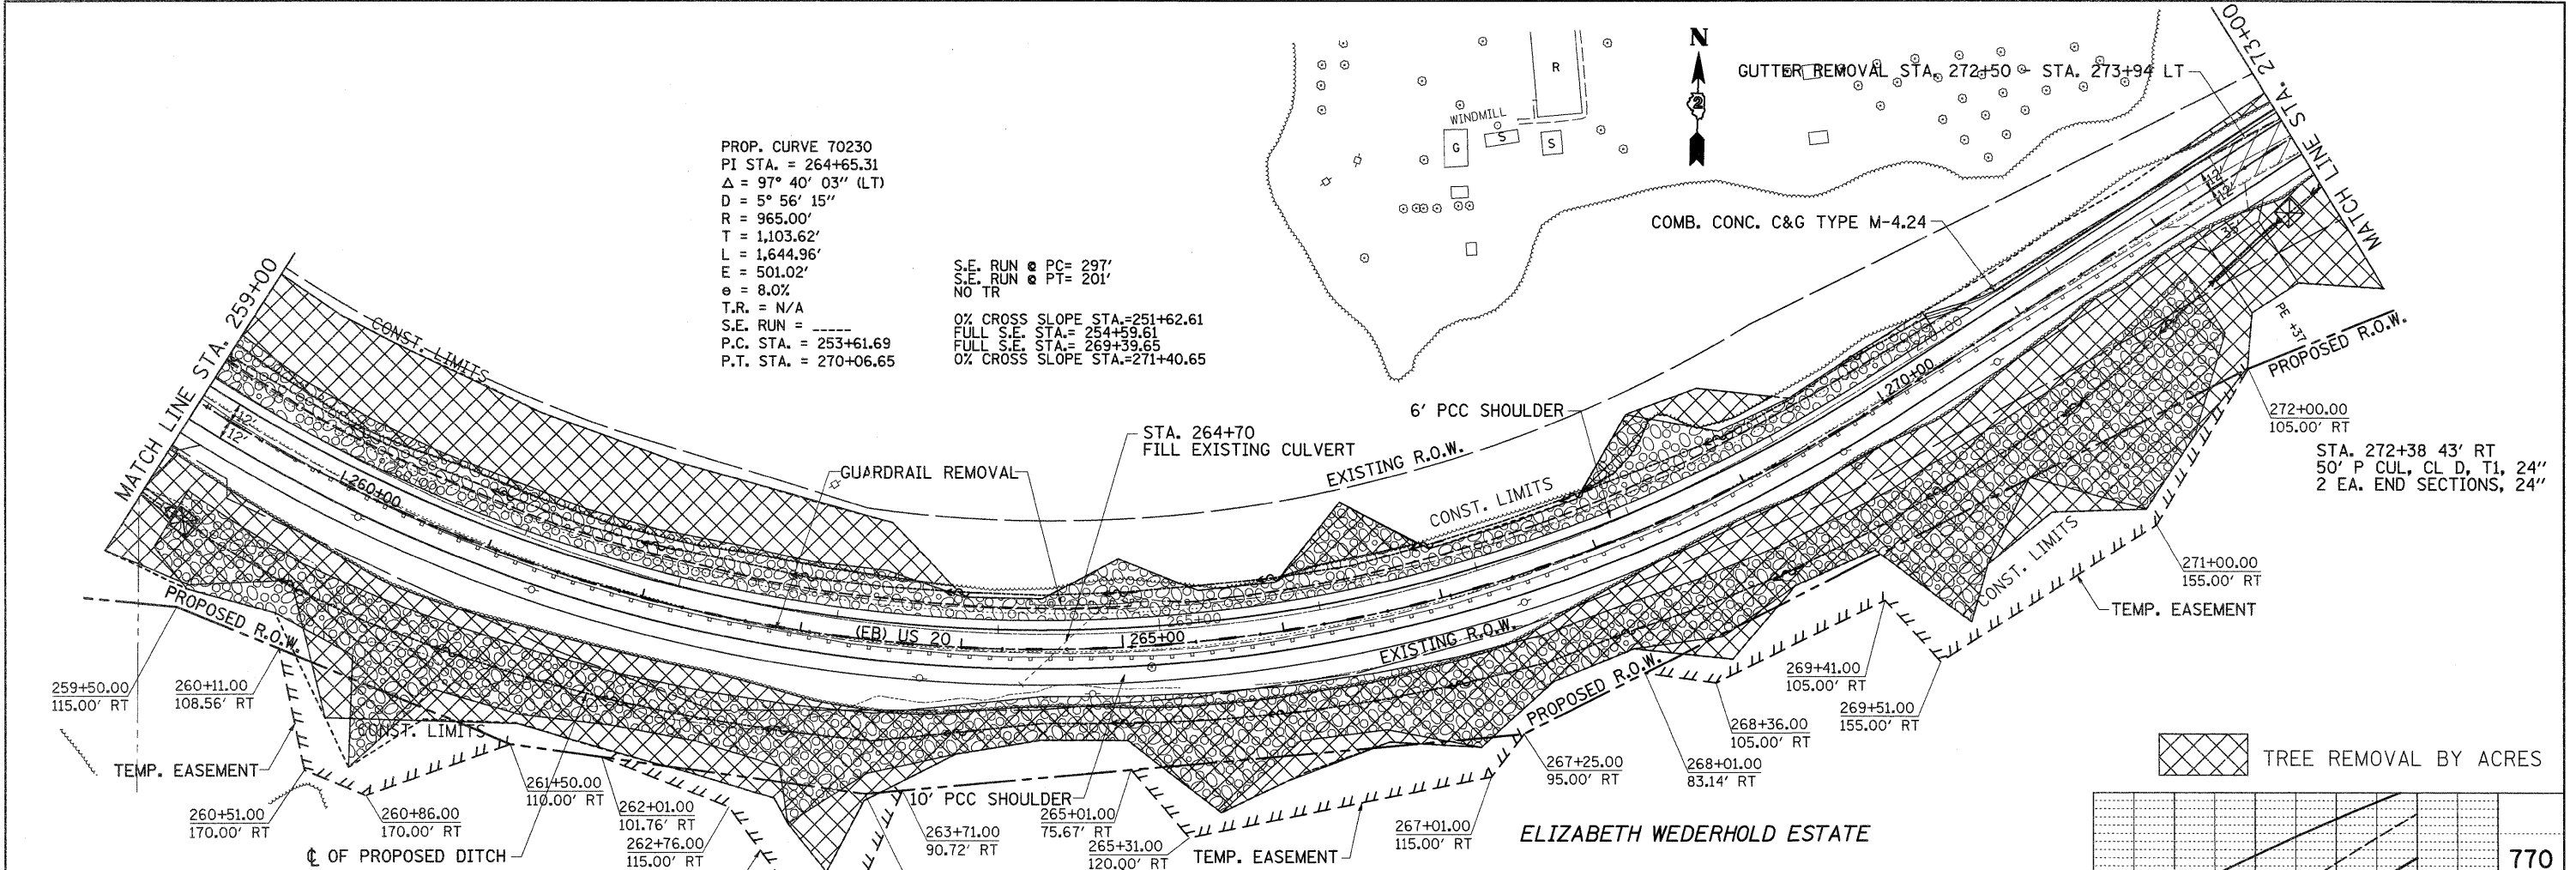 N
2
GUTTER REMOVAL STA. 272+50 - STA. 273+94 LT
MATCH LINE STA. 273+00
R
WINDMILL
G
S
S
PROP. CURVE 70230
PI STA. = 264+65.31
Δ = 97° 40' 03" (LT)
D = 5° 56' 15"
R = 965.00'
T = 1,103.62'
L = 1,644.96'
E = 501.02'
e = 8.0%
T.R. = N/A
S.E. RUN = _____
P.C. STA. = 253+61.69
P.T. STA. = 270+06.65
S.E. RUN @ PC= 297'
S.E. RUN @ PT= 201'
NO TR
0% CROSS SLOPE STA.=251+62.61
FULL S.E. STA.= 254+59.61
FULL S.E. STA.= 269+39.65
0% CROSS SLOPE STA.=271+40.65
COMB. CONC. C&G TYPE M-4.24
12'
12'
MATCH LINE STA. 259+00
CONST. LIMITS
12'
12'
260+00
GUARDRAIL REMOVAL
STA. 264+70
FILL EXISTING CULVERT
6' PCC SHOULDER
EXISTING R.O.W.
CONST. LIMITS
270+00
270+00
PE +37
PROPOSED R.O.W.
272+00.00
105.00' RT
STA. 272+38 43' RT
50' P CUL, CL D, T1, 24"
2 EA. END SECTIONS, 24"
271+00.00
155.00' RT
TEMP. EASEMENT
CONST. LIMITS
265+00
(EB) US 20
265+00
EXISTING R.O.W.
PROPOSED R.O.W.
PROPOSED R.O.W.
259+50.00
115.00' RT
260+11.00
108.56' RT
CONST. LIMITS
TEMP. EASEMENT
260+51.00
170.00' RT
260+86.00
170.00' RT
℄ OF PROPOSED DITCH
261+50.00
110.00' RT
262+01.00
101.76' RT
262+76.00
115.00' RT
10' PCC SHOULDER
263+71.00
90.72' RT
265+01.00
75.67' RT
265+31.00
120.00' RT
TEMP. EASEMENT
267+01.00
115.00' RT
267+25.00
95.00' RT
268+01.00
83.14' RT
268+36.00
105.00' RT
269+41.00
105.00' RT
269+51.00
155.00' RT
ELIZABETH WEDERHOLD ESTATE
TREE REMOVAL BY ACRES
770